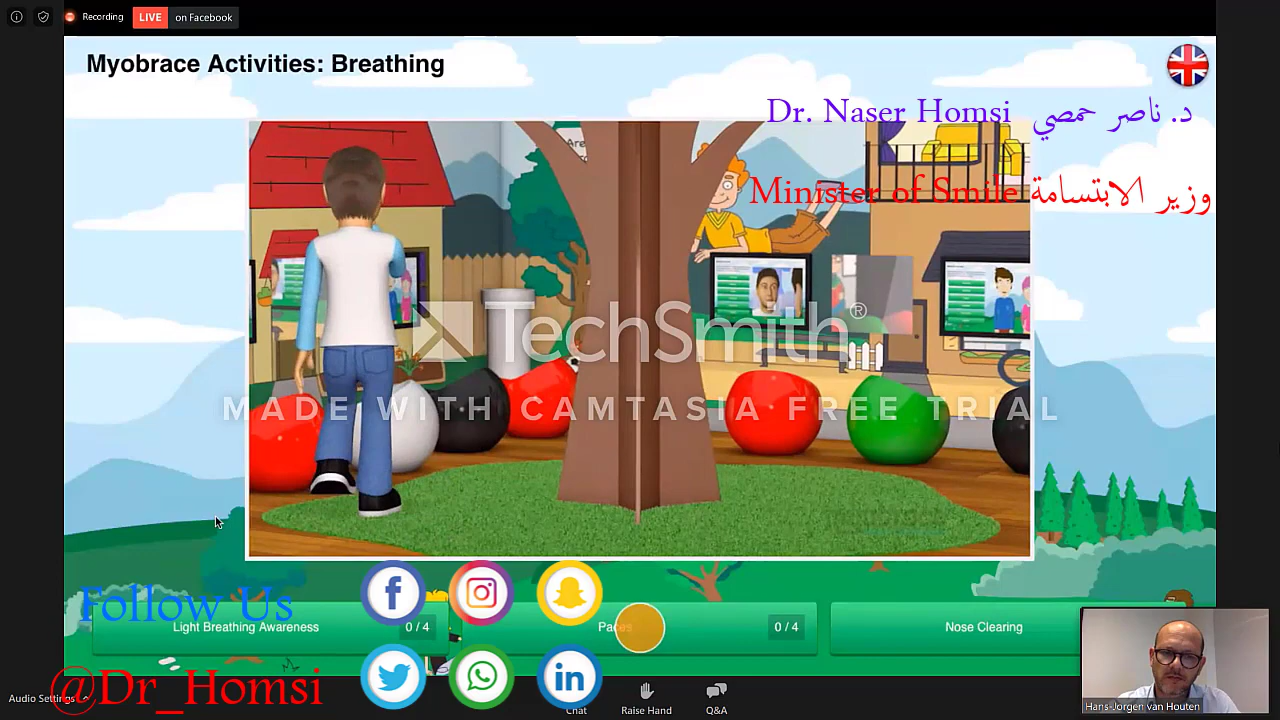 Recording
LIVE on Facebook
Myobrace Activities: Breathing
Dr. Naser Homsi د. ناصر حمصي
Minister of Smile وزير الابتسامة
Are
TechSmith®
MADE WITH CAMTASIA FREE TRIAL
Follow Us
Light Breathing Awareness 0 / 4
Paces 0 / 4
Nose Clearing
@Dr_Homsi
Audio Settings
Chat
Raise Hand
Q&A
Hans-Jorgen van Houten